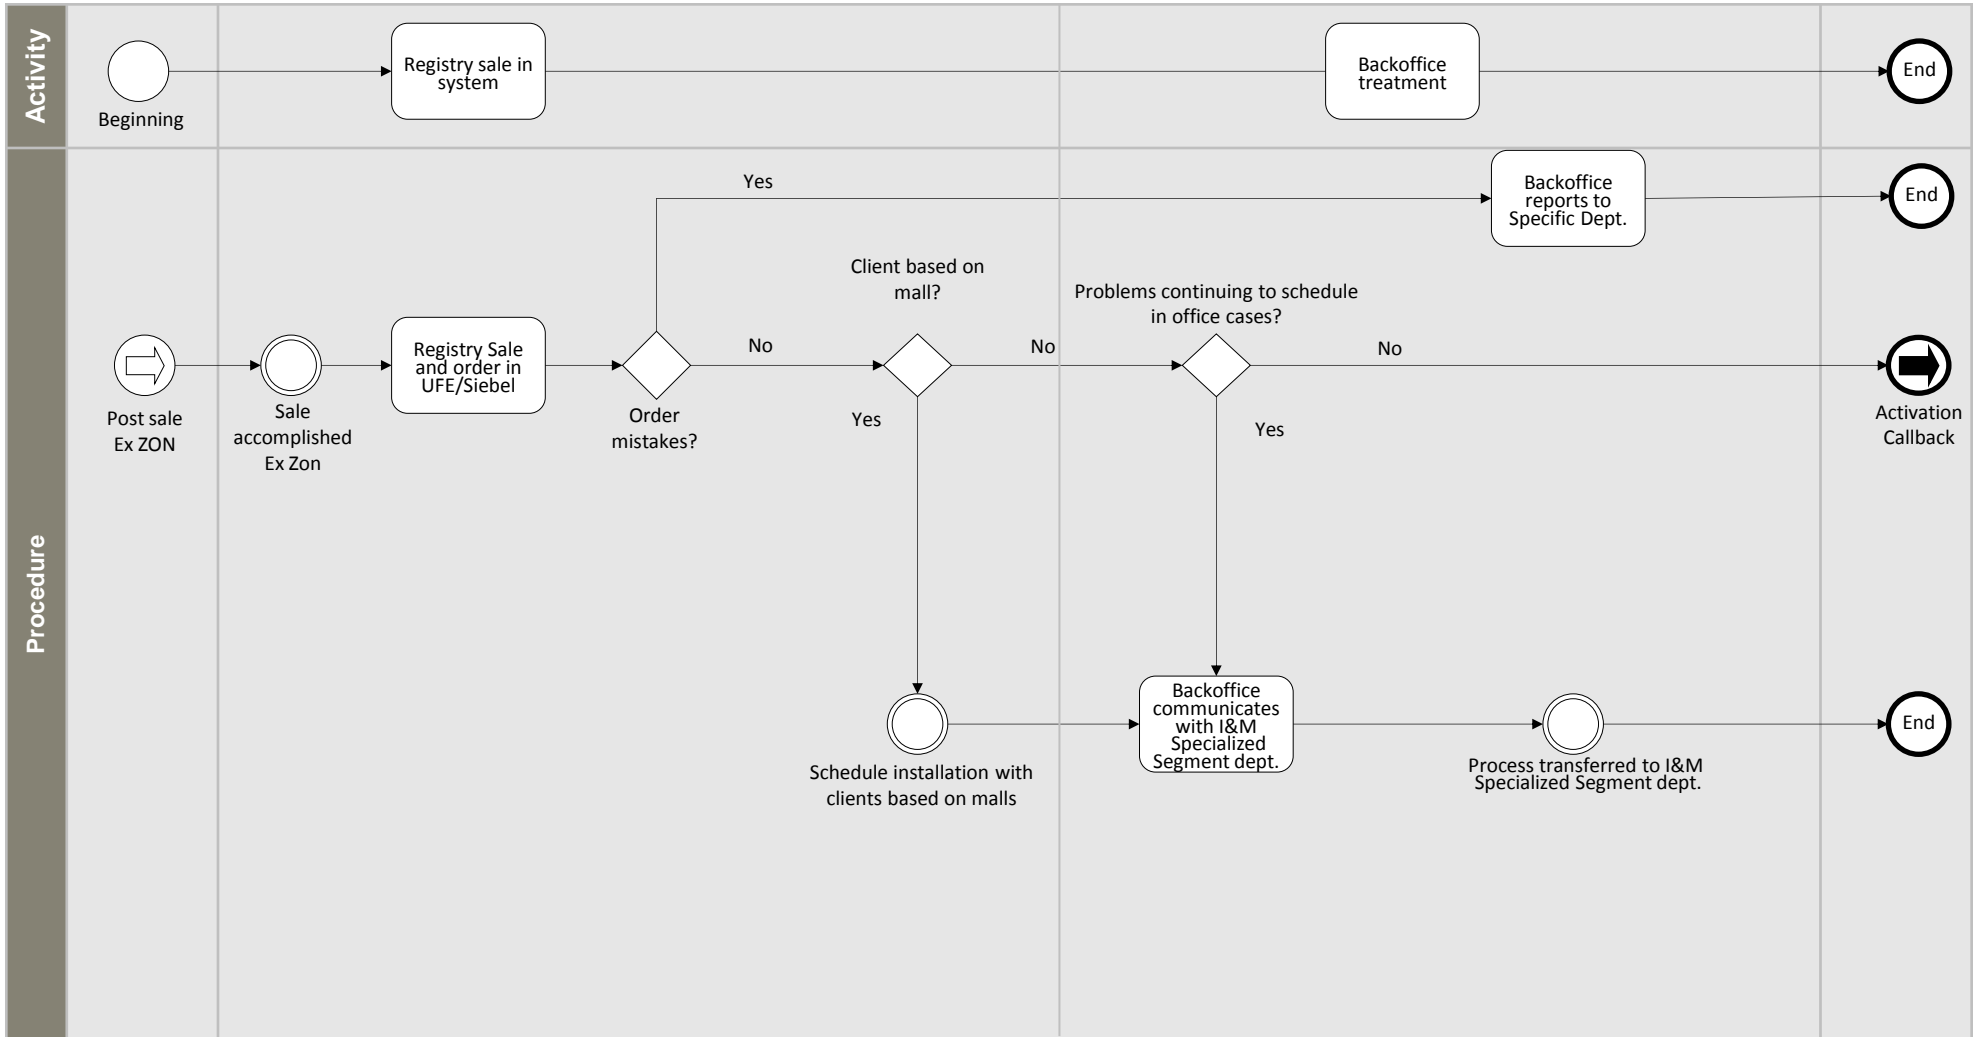 Activity
Beginning
Registry sale in
system
Backoffice
treatment
End
Procedure
Yes
Backoffice
reports to
Specific Dept.
End
Client based on
mall?
Problems continuing to schedule
in office cases?
Post sale
Ex ZON
Sale
accomplished
Ex Zon
Registry Sale
and order in
UFE/Siebel
Order
mistakes?
No
Yes
No
Yes
No
Activation
Callback
Schedule installation with
clients based on malls
Backoffice
communicates
with I&M
Specialized
Segment dept.
Process transferred to I&M
Specialized Segment dept.
End